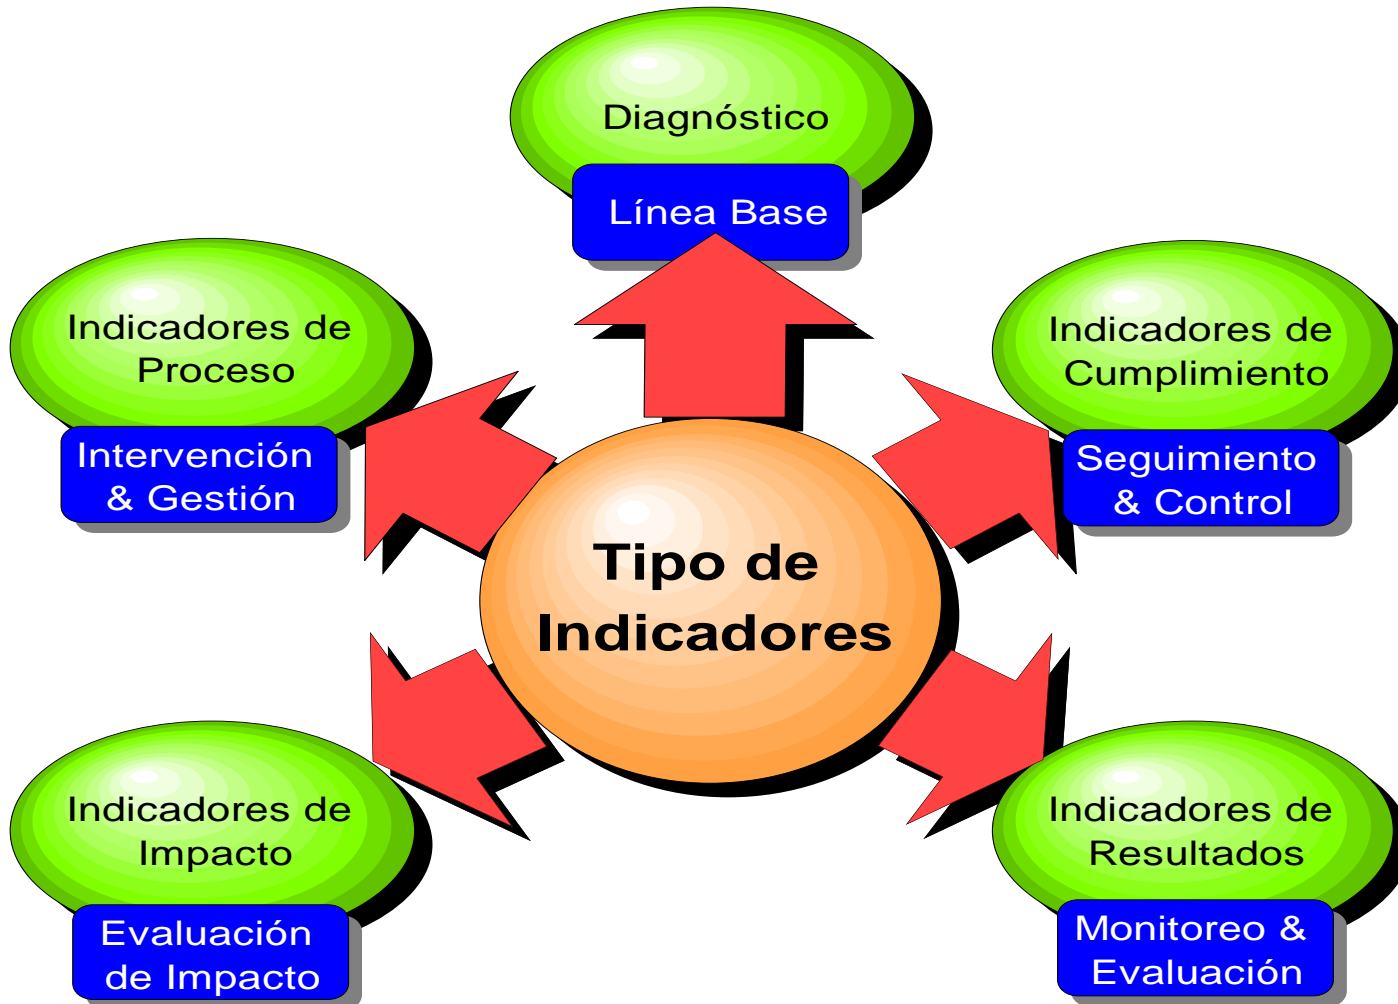 Diagnóstico
Línea Base
Indicadores de
Proceso
Intervención
& Gestión
Indicadores de
Cumplimiento
Seguimiento
& Control
Tipo de
Indicadores
Indicadores de
Impacto
Evaluación
de Impacto
Indicadores de
Resultados
Monitoreo &
Evaluación